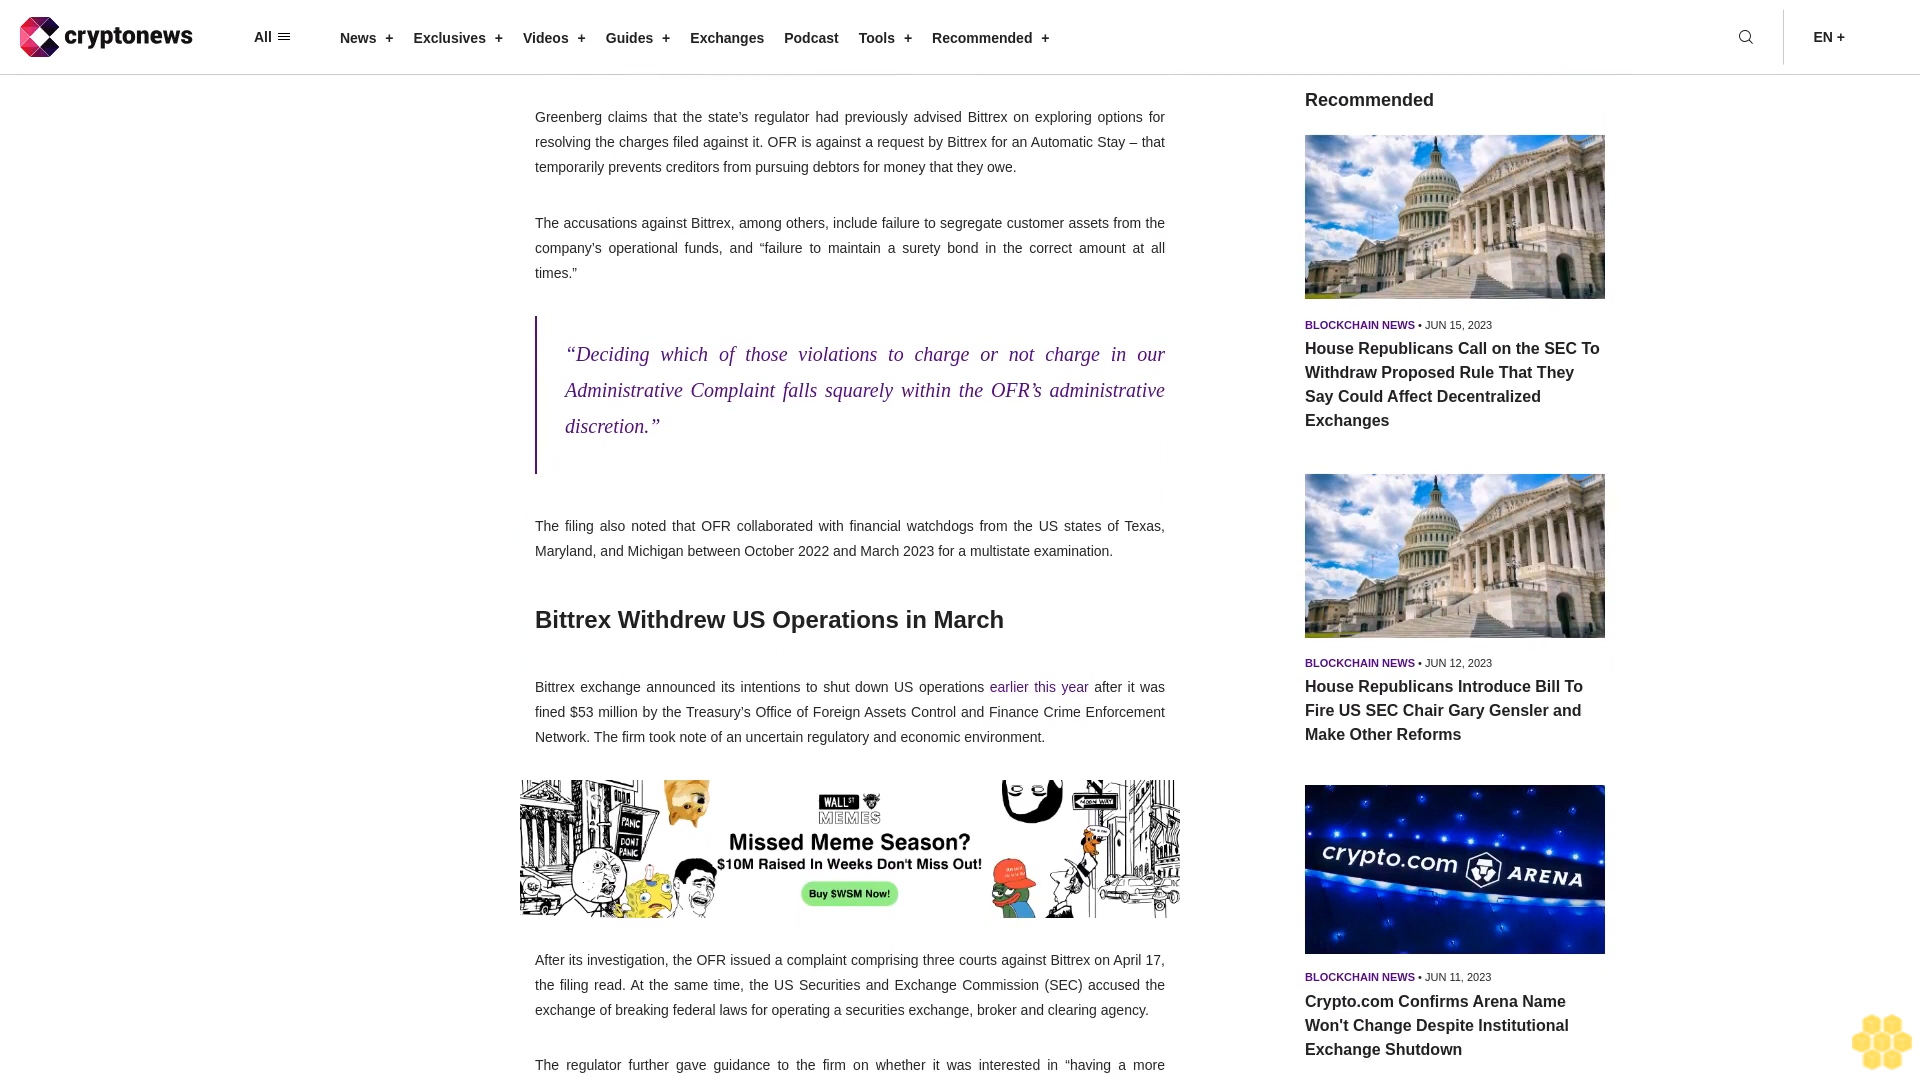 cryptonews
All
News +
Exclusives +
Videos +
Guides +
Exchanges
Podcast
Tools +
Recommended +
EN +
Greenberg claims that the state’s regulator had previously advised Bittrex on exploring options for
resolving the charges filed against it. OFR is against a request by Bittrex for an Automatic Stay – that
temporarily prevents creditors from pursuing debtors for money that they owe.
The accusations against Bittrex, among others, include failure to segregate customer assets from the
company’s operational funds, and “failure to maintain a surety bond in the correct amount at all
times.”
“Deciding which of those violations to charge or not charge in our
Administrative Complaint falls squarely within the OFR’s administrative
discretion.”
The filing also noted that OFR collaborated with financial watchdogs from the US states of Texas,
Maryland, and Michigan between October 2022 and March 2023 for a multistate examination.
Bittrex Withdrew US Operations in March
Bittrex exchange announced its intentions to shut down US operations earlier this year after it was
fined $53 million by the Treasury’s Office of Foreign Assets Control and Finance Crime Enforcement
Network. The firm took note of an uncertain regulatory and economic environment.
PANIC
DONT
PANIC
WALL ST
MEMES
Missed Meme Season?
$10M Raised In Weeks Don't Miss Out!
Buy $WSM Now!
After its investigation, the OFR issued a complaint comprising three courts against Bittrex on April 17,
the filing read. At the same time, the US Securities and Exchange Commission (SEC) accused the
exchange of breaking federal laws for operating a securities exchange, broker and clearing agency.
The regulator further gave guidance to the firm on whether it was interested in “having a more
Recommended
BLOCKCHAIN NEWS • JUN 15, 2023
House Republicans Call on the SEC To
Withdraw Proposed Rule That They
Say Could Affect Decentralized
Exchanges
BLOCKCHAIN NEWS • JUN 12, 2023
House Republicans Introduce Bill To
Fire US SEC Chair Gary Gensler and
Make Other Reforms
crypto.com ARENA
BLOCKCHAIN NEWS • JUN 11, 2023
Crypto.com Confirms Arena Name
Won't Change Despite Institutional
Exchange Shutdown